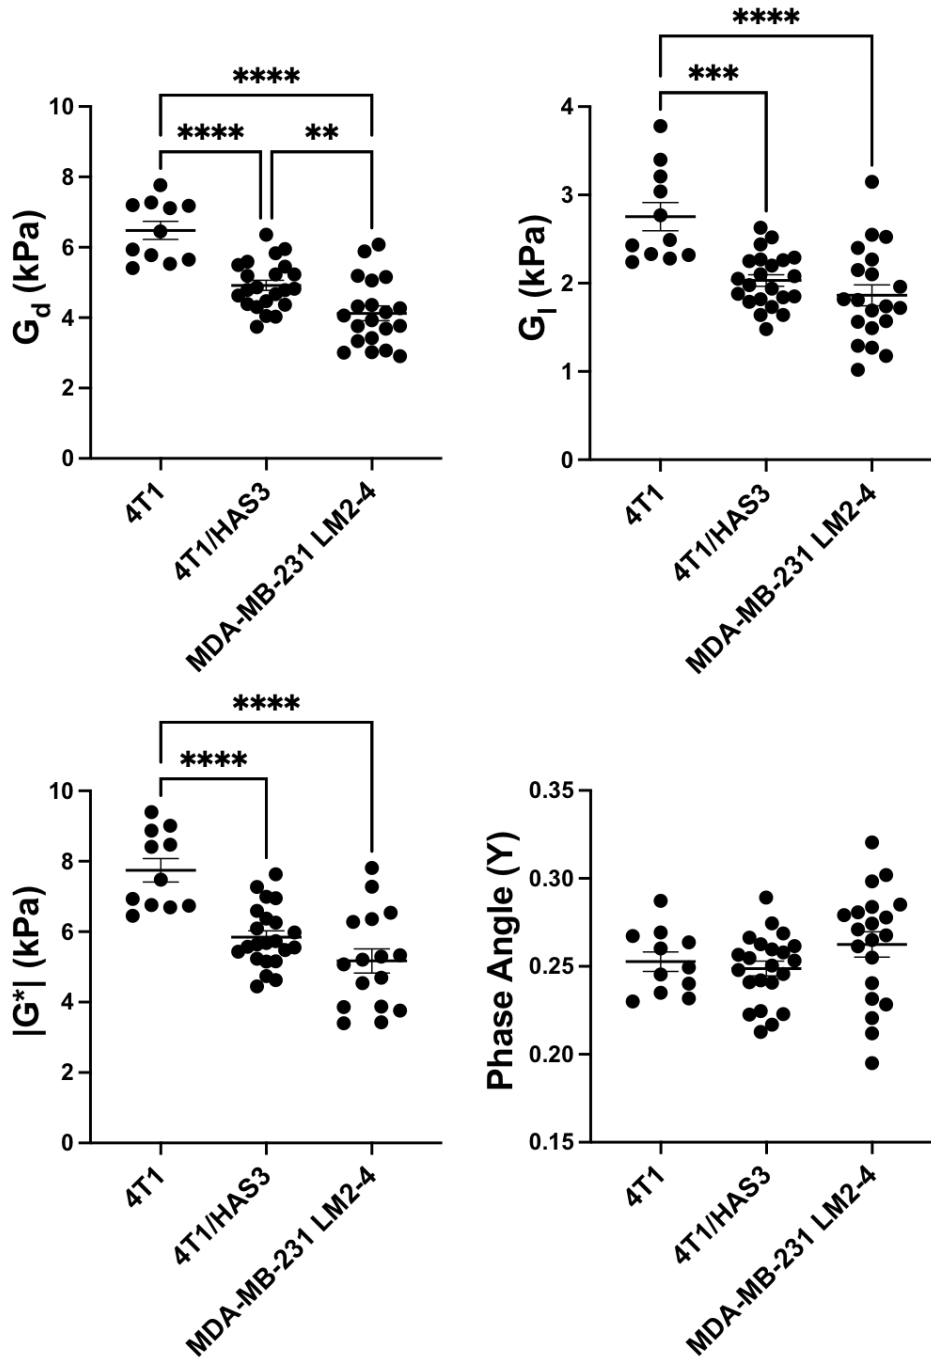 ****
**** **
10
8
6
4
2
0
G_d (kPa)
4T1
4T1/HAS3
MDA-MB-231 LM2-4
****
***
4
3
2
1
0
G_l (kPa)
4T1
4T1/HAS3
MDA-MB-231 LM2-4
****
****
10
8
6
4
2
0
|G*| (kPa)
4T1
4T1/HAS3
MDA-MB-231 LM2-4
0.35
0.30
0.25
0.20
0.15
Phase Angle (Y)
4T1
4T1/HAS3
MDA-MB-231 LM2-4